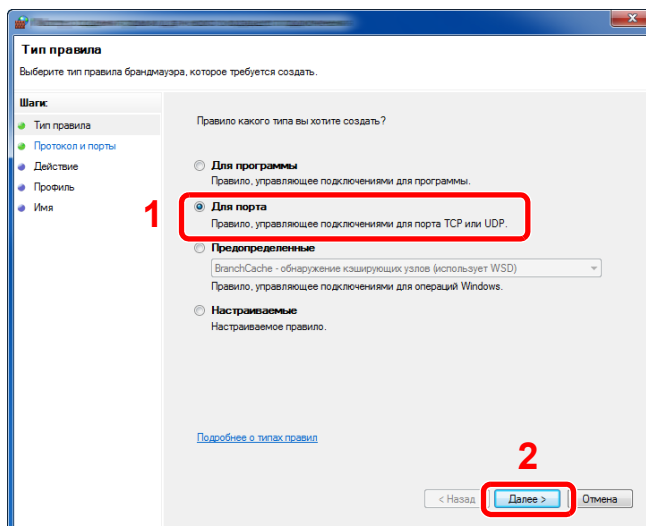 Тип правила
Выберите тип правила брандмауэра, которое требуется создать.
Шаги:
Тип правила
Протокол и порты
Действие
Профиль
Имя
Правило какого типа вы хотите создать?
Для программы
Правило, управляющее подключениями для программы.
1
Для порта
Правило, управляющее подключениями для порта TCP или UDP.
Предопределенные
BranchCache - обнаружение кэширующих узлов (использует WSD)
Правило, управляющее подключениями для операций Windows.
Настраиваемые
Настраиваемое правило.
Подробнее о типах правил
2
< Назад
Далее >
Отмена